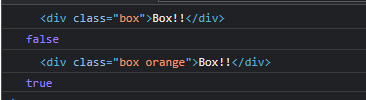 <div class="box">Box!!</div>
false
<div class="box orange">Box!!</div>
true